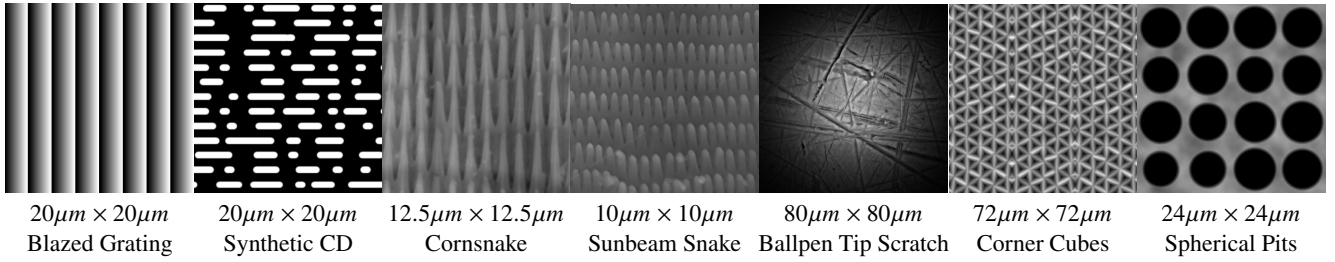 20μm × 20μm 20μm × 20μm 12.5μm × 12.5μm 10μm × 10μm 80μm × 80μm 72μm × 72μm 24μm × 24μm
Blazed Grating Synthetic CD Cornsnake Sunbeam Snake Ballpen Tip Scratch Corner Cubes Spherical Pits